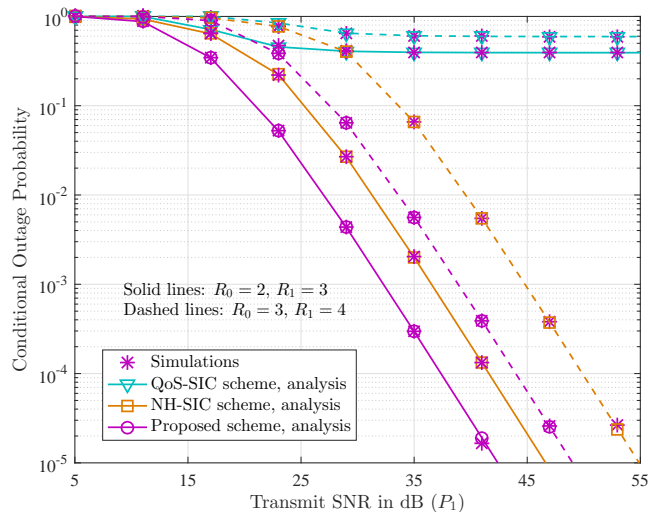 Conditional Outage Probability
10^0
10^-1
10^-2
10^-3
10^-4
10^-5
Solid lines: R_0 = 2, R_1 = 3
Dashed lines: R_0 = 3, R_1 = 4
Simulations
QoS-SIC scheme, analysis
NH-SIC scheme, analysis
Proposed scheme, analysis
5 15 25 35 45 55
Transmit SNR in dB (P_1)